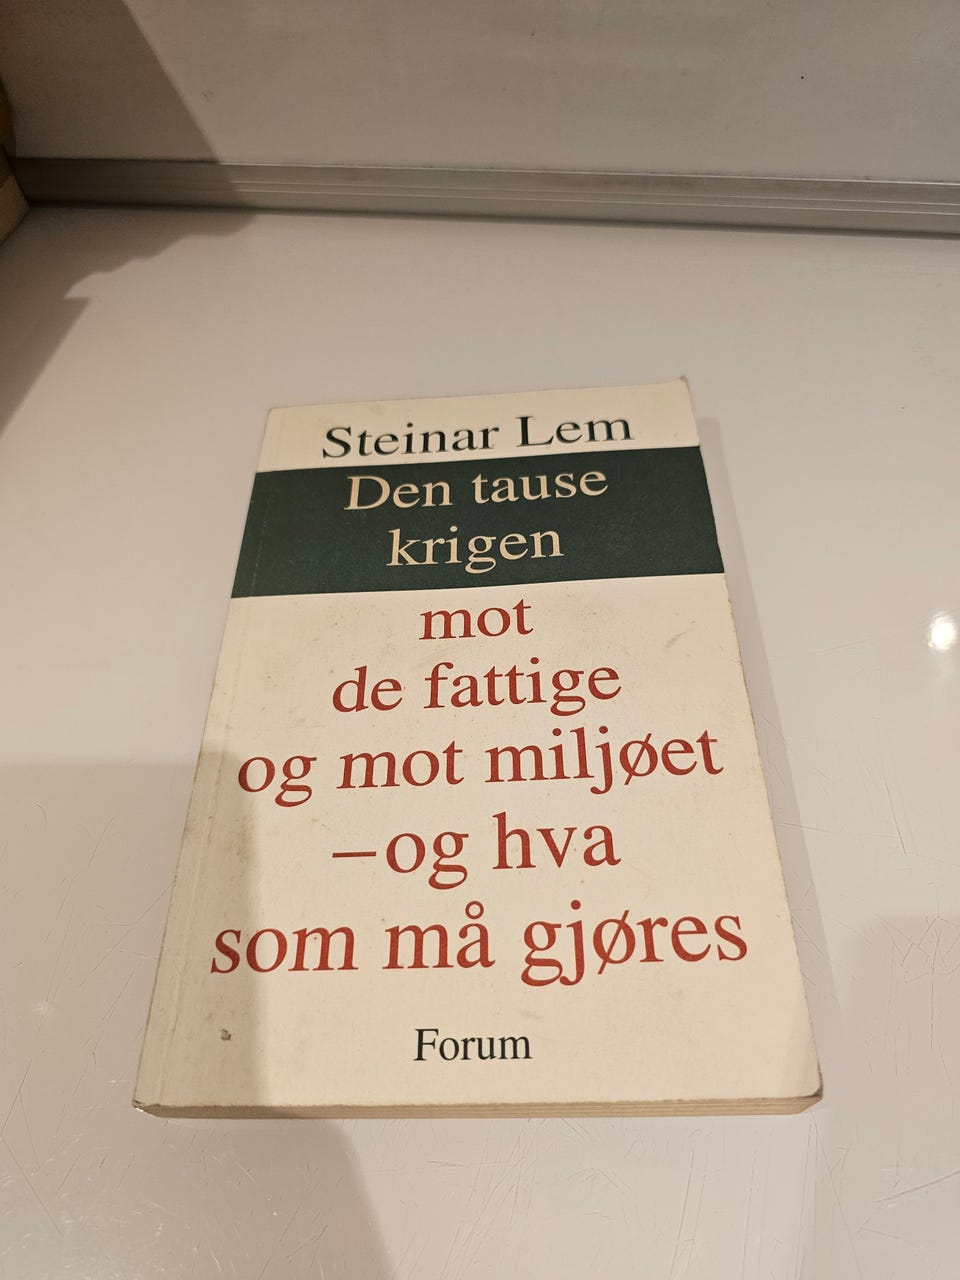 Steinar Lem
Den tause
krigen
mot
de fattige
og mot miljøet
–og hva
som må gjøres
Forum